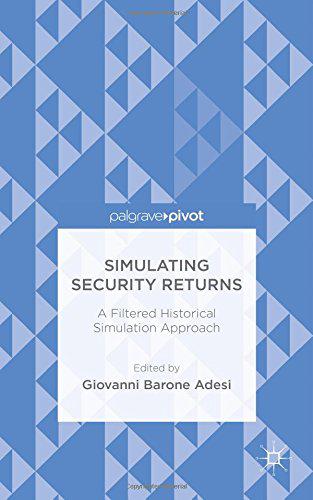 palgrave▸pivot
SIMULATING
SECURITY RETURNS
A Filtered Historical
Simulation Approach
Edited by
Giovanni Barone Adesi